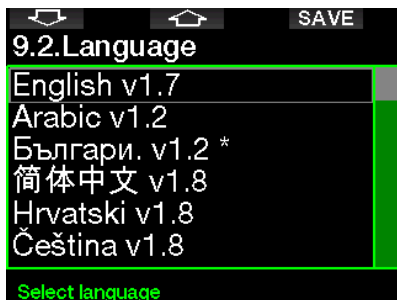 SAVE
9.2.Language
English v1.7
Arabic v1.2
Българи. v1.2 *
简体中文 v1.8
Hrvatski v1.8
Čeština v1.8
Select language